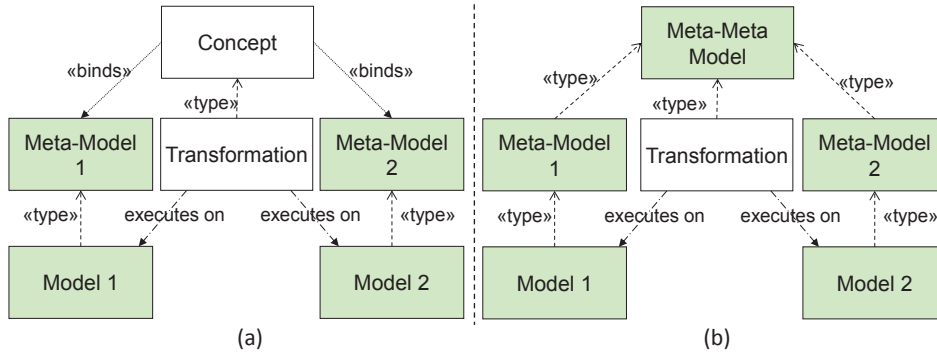 Concept
«binds»
«binds»
«type»
Meta-Model
1
Transformation
Meta-Model
2
«type»
executes on
executes on
«type»
Model 1
Model 2
(a)
Meta-Meta
Model
«type»
«type»
«type»
Meta-Model
1
Transformation
Meta-Model
2
«type»
executes on
executes on
«type»
Model 1
Model 2
(b)